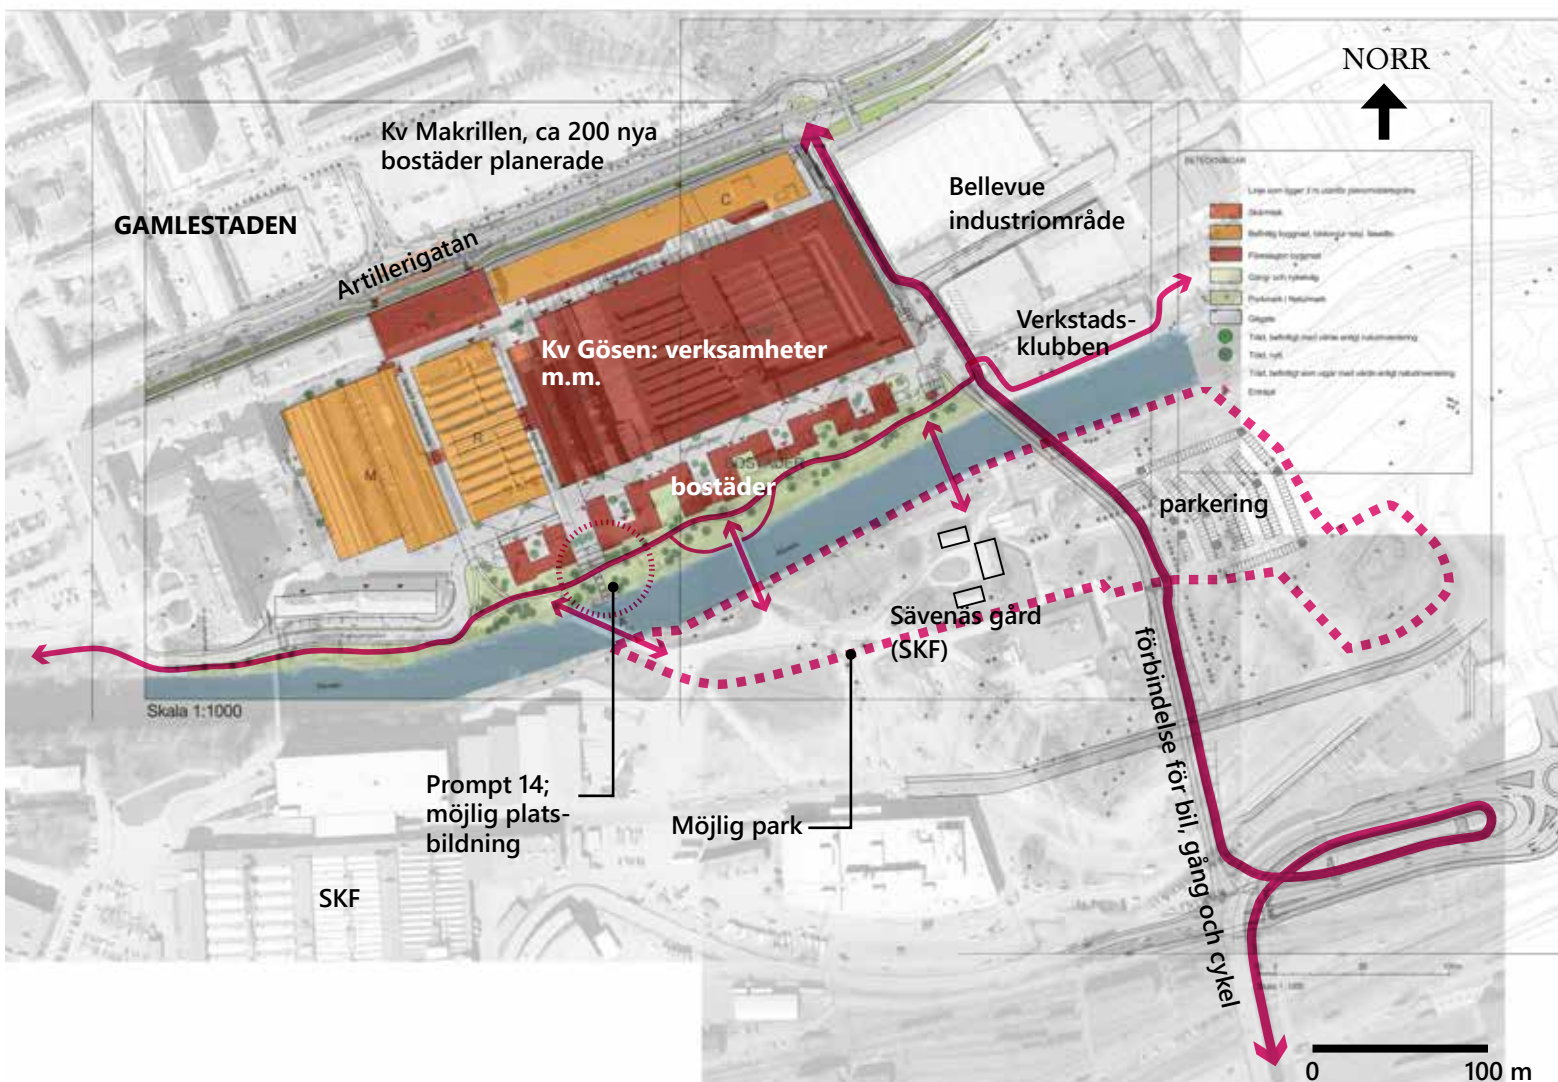 NORR
Kv Makrillen, ca 200 nya
bostäder planerade
GAMLESTADEN
Artillerigatan
Bellevue
industriområde
C
Verkstads-
klubben
Kv Gösen: verksamheter
m.m.
R
M
BOSTÄDER
bostäder
parkering
Sävenäs gård
(SKF)
Skala 1:1000
Prompt 14;
möjlig plats-
bildning
Möjlig park
förbindelse för bil, gång och cykel
SKF
0
100 m